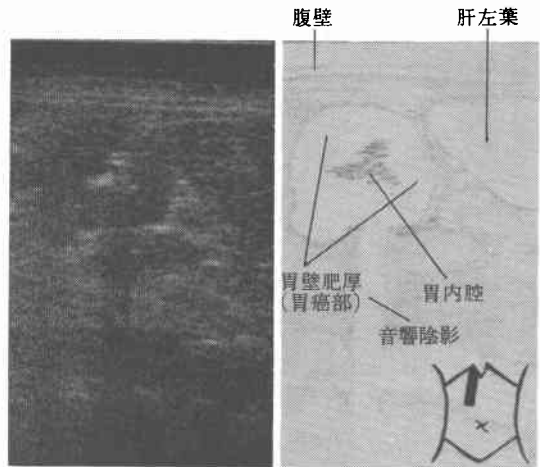 腹壁
肝左葉
胃壁肥厚
(胃癌部)
胃内腔
音響陰影